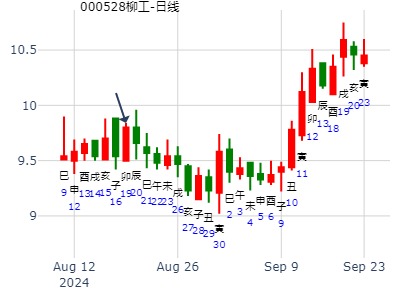 000528柳工-日线
10.5
10
9.5
9
巳 申 酉 戌 亥 子 卯 辰 巳 午 未 戌 亥 子 丑 寅 巳 午 未 申 酉 子 丑 寅 卯 辰 酉 戌 亥 寅
9 12 13 14 15 16 19 20 21 22 23 26 27 28 29 30 2 3 4 5 6 9 10 11 12 13 18 19 20 23
Aug 12 Aug 26 Sep 9 Sep 23
2024